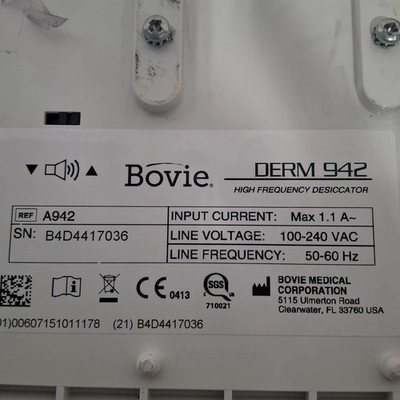 Bovie®
DERM 942
HIGH FREQUENCY DESICCATOR
REF A942
INPUT CURRENT: Max 1.1 A~
SN: B4D4417036
LINE VOLTAGE: 100-240 VAC
LINE FREQUENCY: 50-60 Hz
CE 0413
SGS
C US
710021
BOVIE MEDICAL
CORPORATION
5115 Ulmerton Road
Clearwater, FL 33760 USA
01)00607151011178 (21) B4D4417036